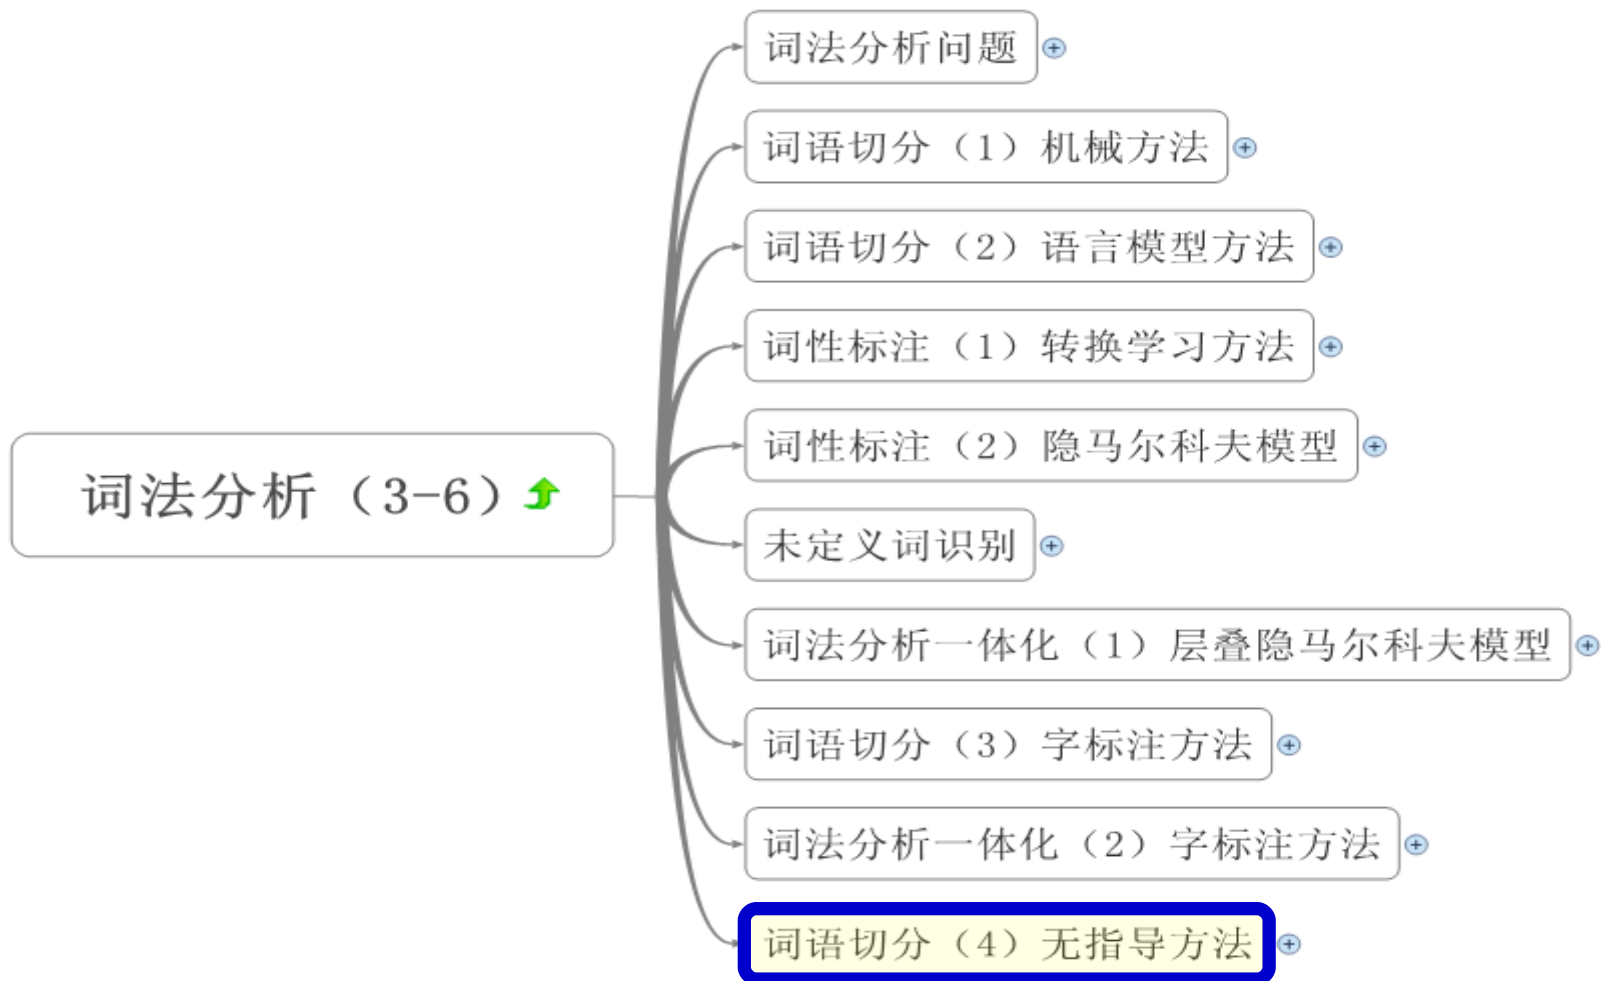 词法分析问题
词语切分（1）机械方法
词语切分（2）语言模型方法
词性标注（1）转换学习方法
词性标注（2）隐马尔科夫模型
词法分析（3-6）
未定义词识别
词法分析一体化（1）层叠隐马尔科夫模型
词语切分（3）字标注方法
词法分析一体化（2）字标注方法
词语切分（4）无指导方法